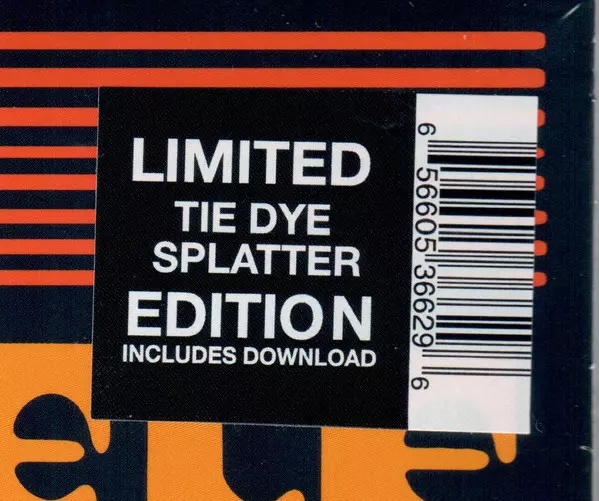 LIMITED
TIE DYE
SPLATTER
EDITION
INCLUDES DOWNLOAD
6 56605 36629 6